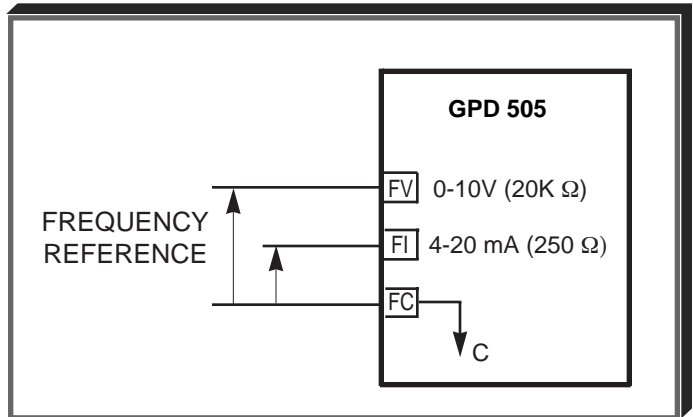 GPD 505
FV 0-10V (20K Ω)
FREQUENCY
REFERENCE
FI 4-20 mA (250 Ω)
FC
C